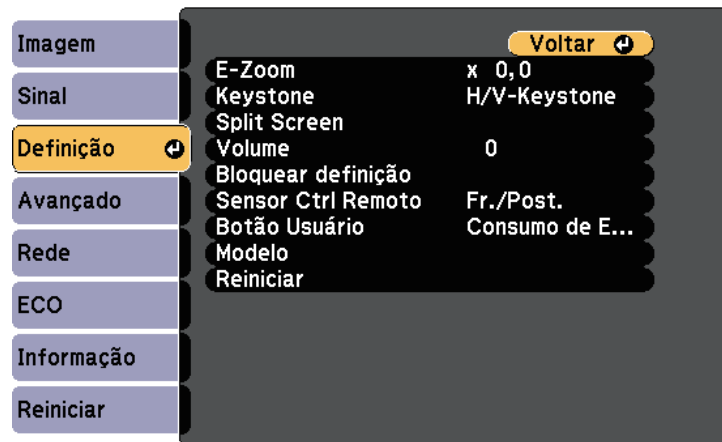 Imagem
Sinal
Definição
Avançado
Rede
ECO
Informação
Reiniciar
Voltar
E-Zoom x 0,0
Keystone H/V-Keystone
Split Screen
Volume 0
Bloquear definição
Sensor Ctrl Remoto Fr./Post.
Botão Usuário Consumo de E...
Modelo
Reiniciar